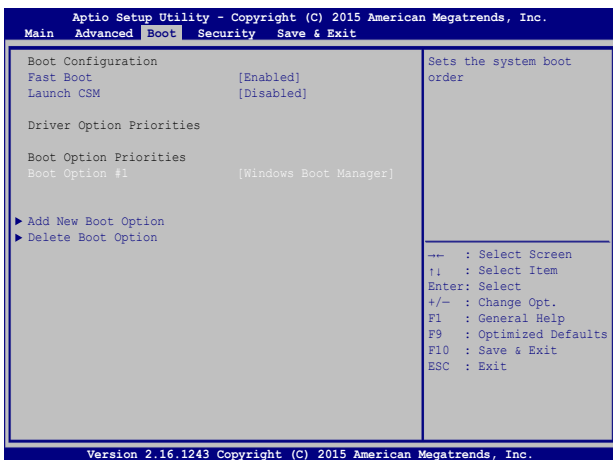 Aptio Setup Utility - Copyright (C) 2015 American Megatrends, Inc.
Main Advanced Boot Security Save & Exit
Boot Configuration
Fast Boot [Enabled]
Launch CSM [Disabled]
Driver Option Priorities
Boot Option Priorities
Boot Option #1 [Windows Boot Manager]
▶ Add New Boot Option
▶ Delete Boot Option
Sets the system boot
order
→← : Select Screen
↑↓ : Select Item
Enter: Select
+/— : Change Opt.
F1 : General Help
F9 : Optimized Defaults
F10 : Save & Exit
ESC : Exit
Version 2.16.1243 Copyright (C) 2015 American Megatrends, Inc.